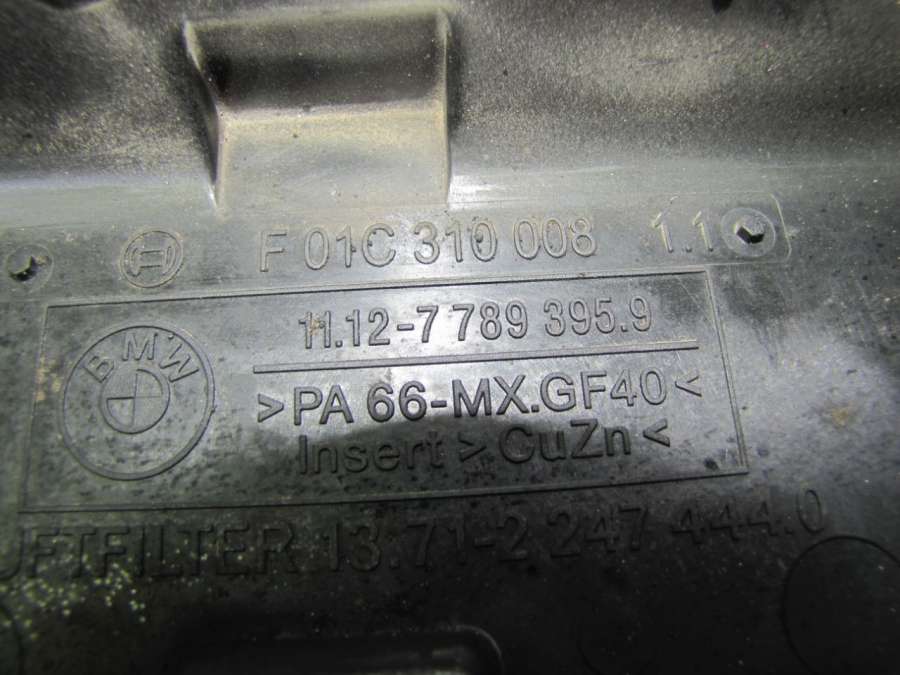 F 01C 310 008 1.1
BMW
11.12-7 789 395.9
>PA 66-MX.GF40<
Insert >CuZn<
UFTFILTER 13.71-2 247 444.0